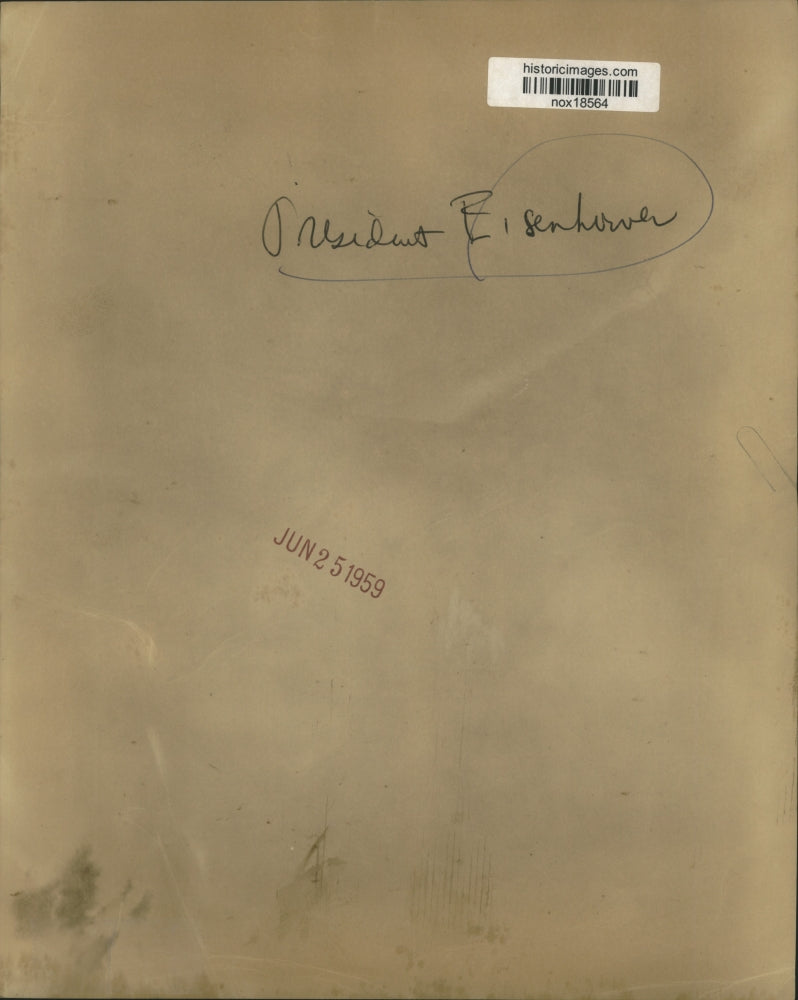 historicimages.com
nox18564
President Eisenhower
JUN 25 1959